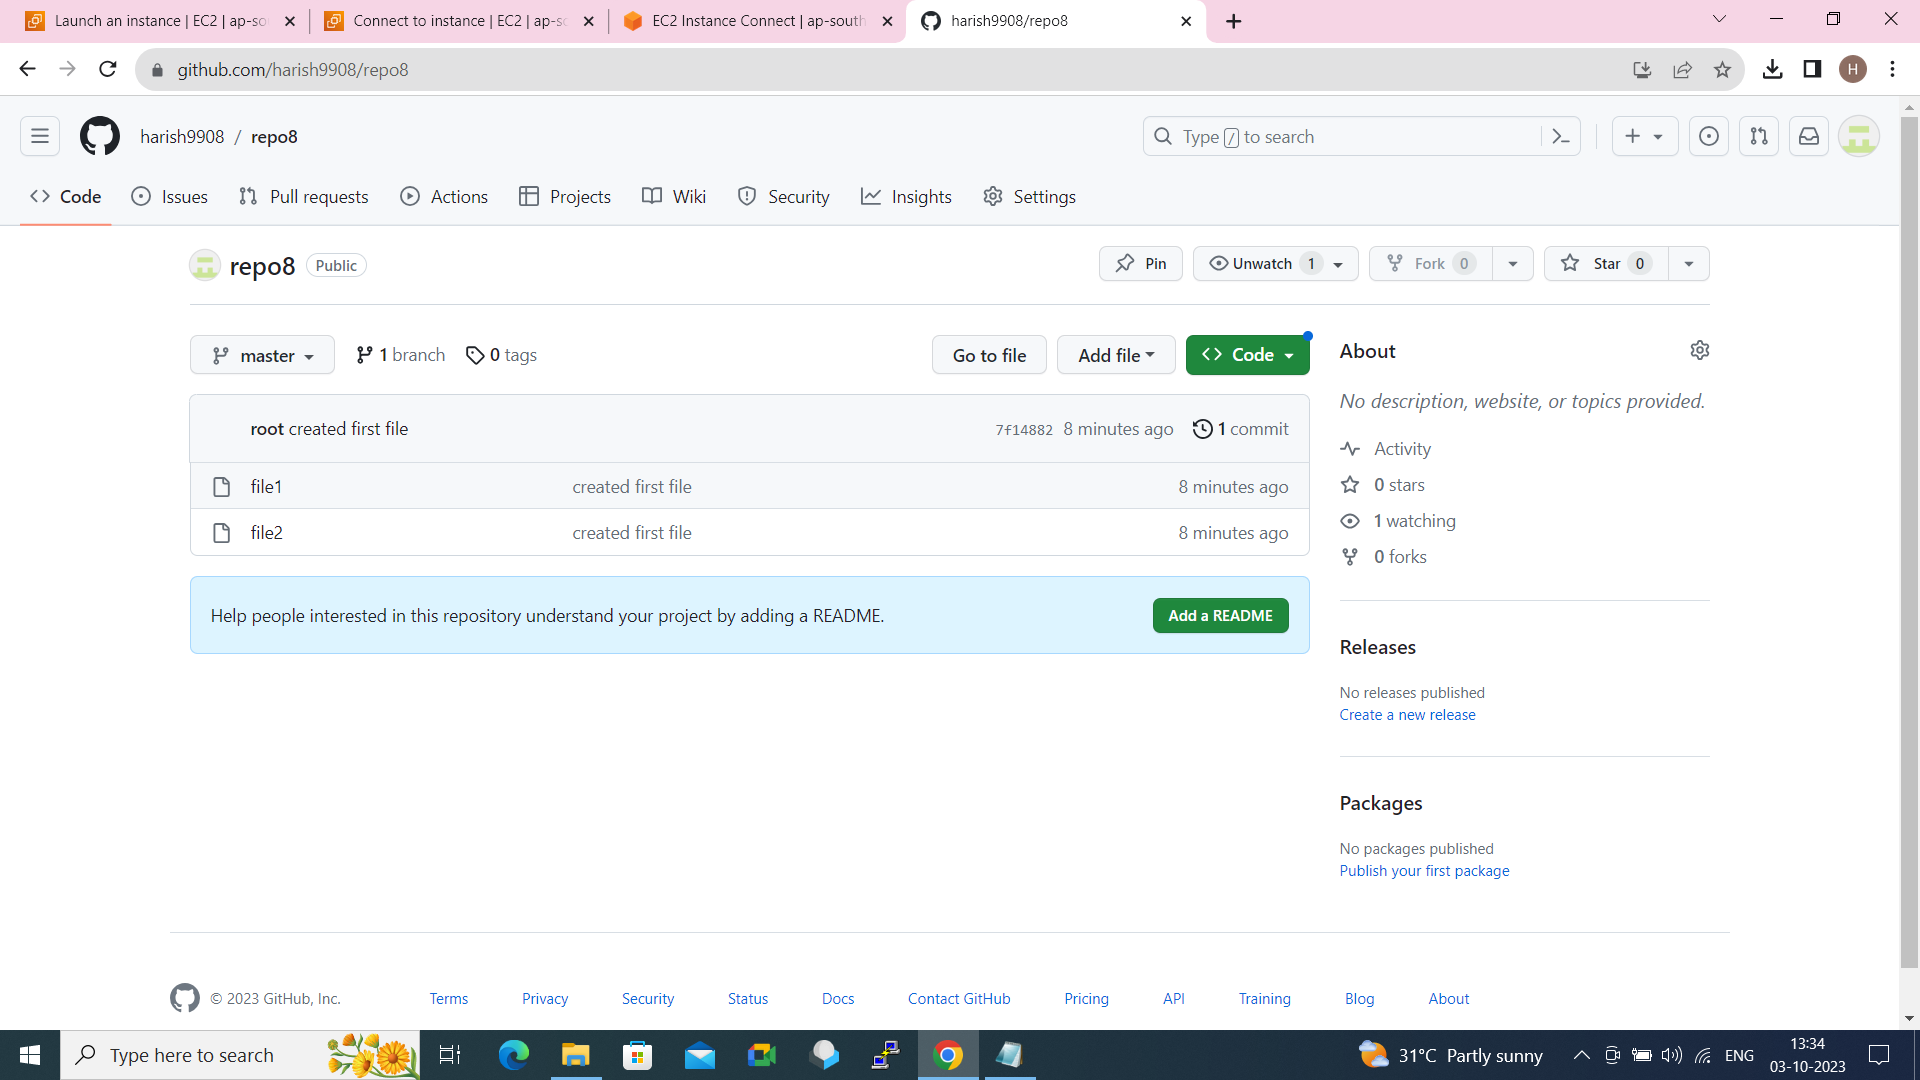 Launch an instance | EC2 | ap-so
Connect to instance | EC2 | ap-so
EC2 Instance Connect | ap-south
harish9908/repo8
github.com/harish9908/repo8
H
harish9908 / repo8
Type / to search
Code
Issues
Pull requests
Actions
Projects
Wiki
Security
Insights
Settings
repo8 Public
Pin
Unwatch 1
Fork 0
Star 0
master
1 branch
0 tags
Go to file
Add file
Code
root created first file 7f14882 8 minutes ago 1 commit
file1 created first file 8 minutes ago
file2 created first file 8 minutes ago
Help people interested in this repository understand your project by adding a README. Add a README
About
No description, website, or topics provided.
Activity
0 stars
1 watching
0 forks
Releases
No releases published
Create a new release
Packages
No packages published
Publish your first package
© 2023 GitHub, Inc. Terms Privacy Security Status Docs Contact GitHub Pricing API Training Blog About
Type here to search
31°C Partly sunny
ENG
13:34
03-10-2023